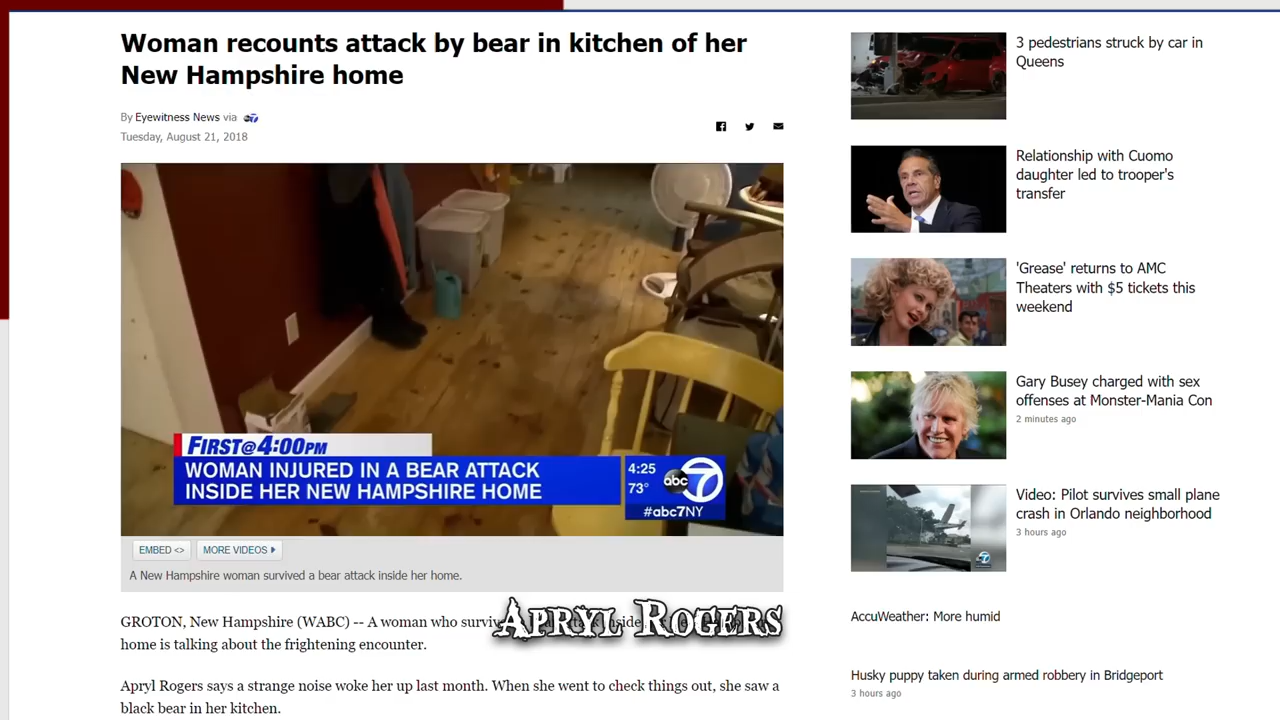 Woman recounts attack by bear in kitchen of her
New Hampshire home
By Eyewitness News via
Tuesday, August 21, 2018
FIRST@4:00PM
WOMAN INJURED IN A BEAR ATTACK
INSIDE HER NEW HAMPSHIRE HOME
4:25
73°
abc7
#abc7NY
EMBED <>
MORE VIDEOS
A New Hampshire woman survived a bear attack inside her home.
GROTON, New Hampshire (WABC) -- A woman who
home is talking about the frightening encounter.
APRYL ROGERS
Apryl Rogers says a strange noise woke her up last month. When she went to check things out, she saw a
black bear in her kitchen.
3 pedestrians struck by car in
Queens
Relationship with Cuomo
daughter led to trooper's
transfer
'Grease' returns to AMC
Theaters with $5 tickets this
weekend
Gary Busey charged with sex
offenses at Monster-Mania Con
2 minutes ago
Video: Pilot survives small plane
crash in Orlando neighborhood
3 hours ago
AccuWeather: More humid
Husky puppy taken during armed robbery in Bridgeport
3 hours ago